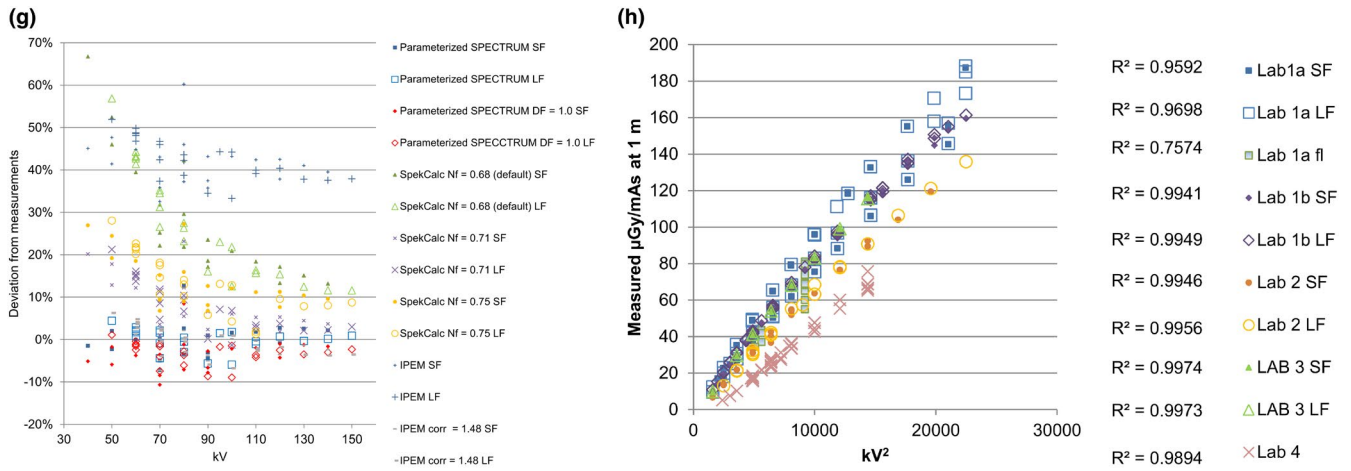 (g)
70%
60%
50%
40%
30%
20%
10%
0%
-10%
-20%
Deviation from measurements
30 50 70 90 110 130 150
kV
Parameterized SPECTRUM SF
Parameterized SPECTRUM LF
Parameterized SPECTRUM DF = 1.0 SF
Parameterized SPECCTRUM DF = 1.0 LF
SpekCalc Nf = 0.68 (default) SF
SpekCalc Nf = 0.68 (default) LF
SpekCalc Nf = 0.71 SF
SpekCalc Nf = 0.71 LF
SpekCalc Nf = 0.75 SF
SpekCalc Nf = 0.75 LF
IPEM SF
IPEM LF
IPEM corr = 1.48 SF
IPEM corr = 1.48 LF
(h)
200
180
160
140
120
100
80
60
40
20
0
Measured µGy/mAs at 1 m
0 10000 20000 30000
kV²
R² = 0.9592
R² = 0.9698
R² = 0.7574
R² = 0.9941
R² = 0.9949
R² = 0.9946
R² = 0.9956
R² = 0.9974
R² = 0.9973
R² = 0.9894
Lab1a SF
Lab 1a LF
Lab 1a fl
Lab 1b SF
Lab 1b LF
Lab 2 SF
Lab 2 LF
LAB 3 SF
LAB 3 LF
Lab 4